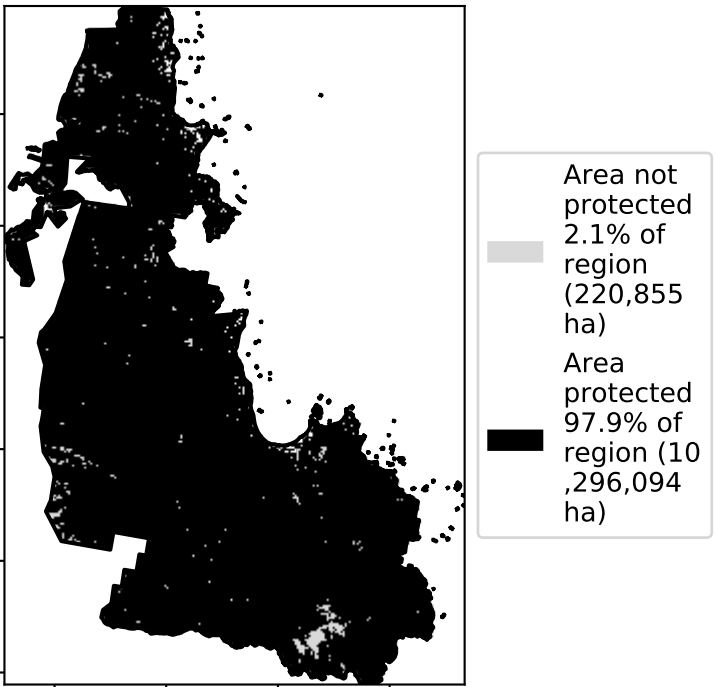 Area not
protected
2.1% of
region
(220,855
ha)
Area
protected
97.9% of
region (10
,296,094
ha)